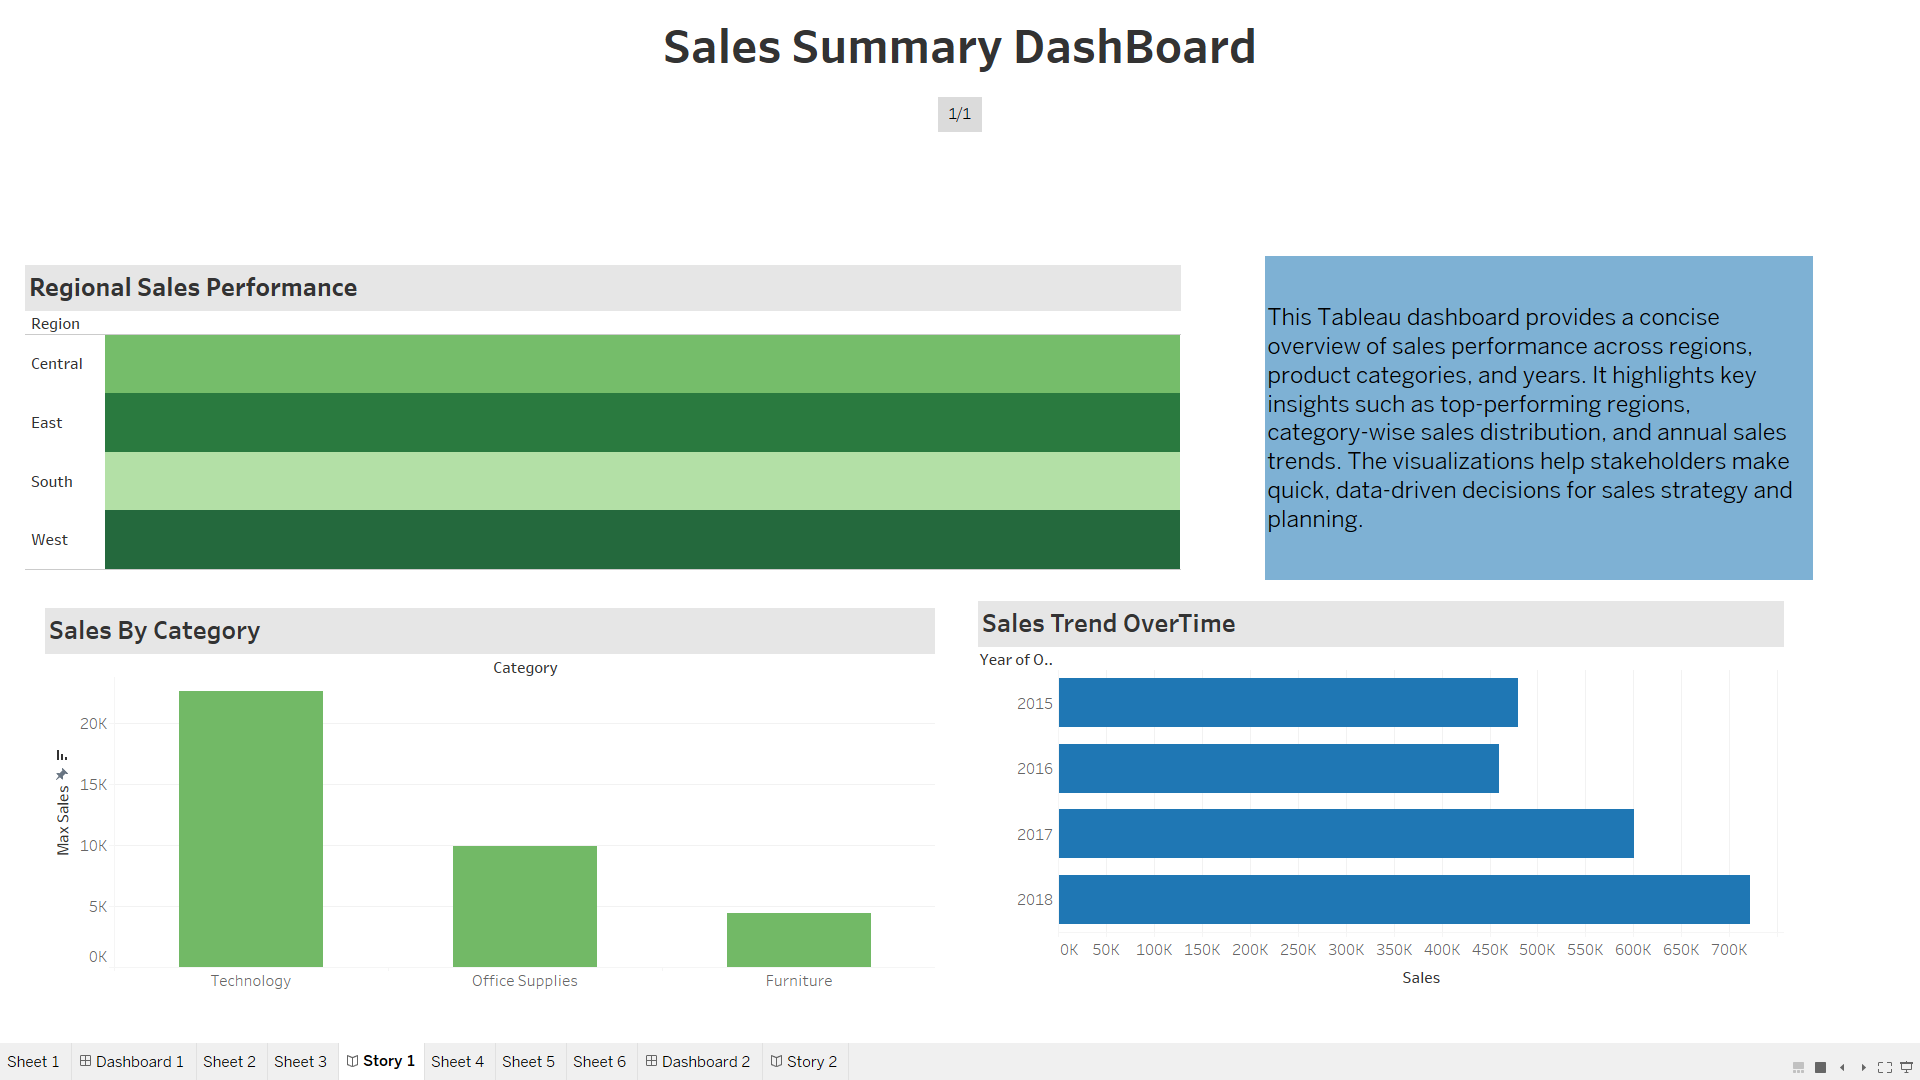 Sales Summary DashBoard
1/1
Regional Sales Performance
Region
Central
East
South
West
This Tableau dashboard provides a concise
overview of sales performance across regions,
product categories, and years. It highlights key
insights such as top-performing regions,
category-wise sales distribution, and annual sales
trends. The visualizations help stakeholders make
quick, data-driven decisions for sales strategy and
planning.
Sales By Category
Category
Max Sales
20K
15K
10K
5K
0K
Technology Office Supplies Furniture
Sales Trend OverTime
Year of O..
2015
2016
2017
2018
0K 50K 100K 150K 200K 250K 300K 350K 400K 450K 500K 550K 600K 650K 700K
Sales
Sheet 1 Dashboard 1 Sheet 2 Sheet 3 Story 1 Sheet 4 Sheet 5 Sheet 6 Dashboard 2 Story 2